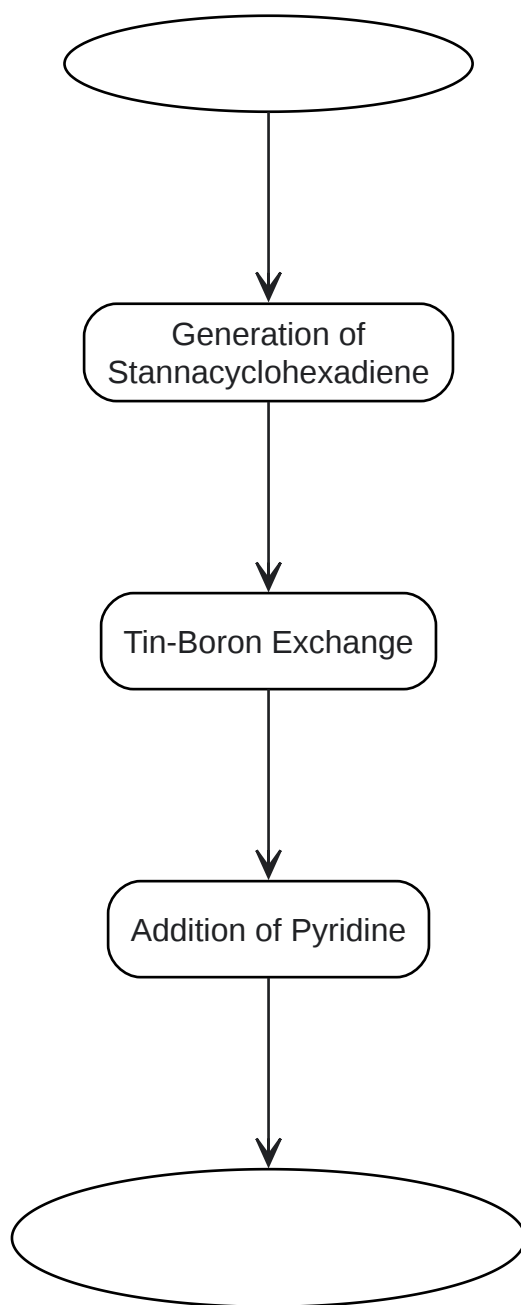 Generation of
Stannacyclohexadiene
Tin-Boron Exchange
Addition of Pyridine